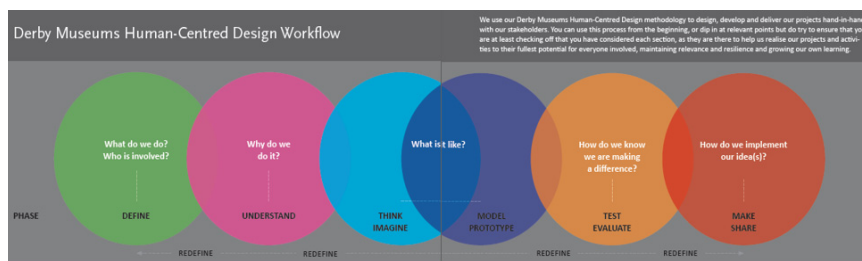 Derby Museums Human-Centred Design Workflow
We use our Derby Museums Human-Centred Design methodology to design, develop and deliver our projects hand-in-han
with our stakeholders. You can use this process from the beginning, or dip in at relevant points but do try to ensure that yo
are at least checking off that you have considered each section, as they are there to help us realise our projects and activi-
ties to their fullest potential for everyone involved, maintaining relevance and resilience and growing our own learning.
What do we do?
Who is involved?
Why do we
do it?
What is it like?
How do we know
we are making
a difference?
How do we implement
our idea(s)?
PHASE
DEFINE
UNDERSTAND
THINK
IMAGINE
MODEL
PROTOTYPE
TEST
EVALUATE
MAKE
SHARE
REDEFINE
REDEFINE
REDEFINE
REDEFINE